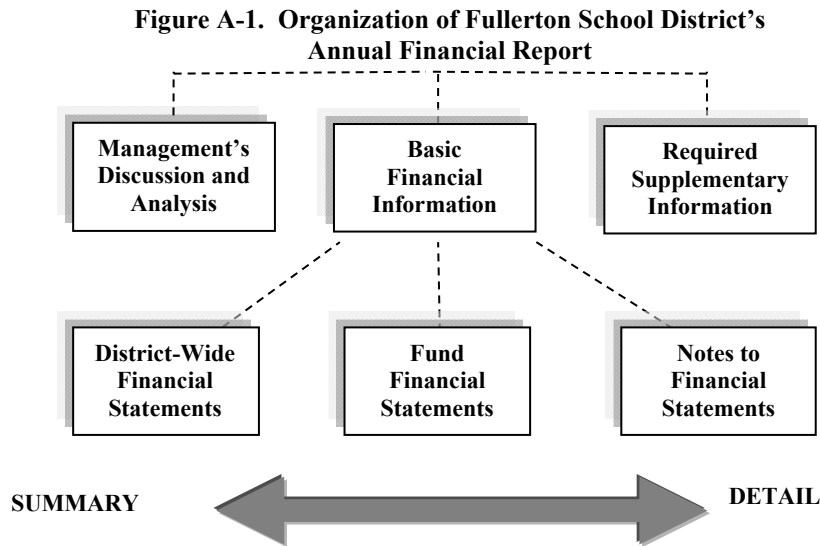 Figure A-1. Organization of Fullerton School District's
Annual Financial Report
Management's
Discussion and
Analysis
Basic
Financial
Information
Required
Supplementary
Information
District-Wide
Financial
Statements
Fund
Financial
Statements
Notes to
Financial
Statements
SUMMARY
DETAIL